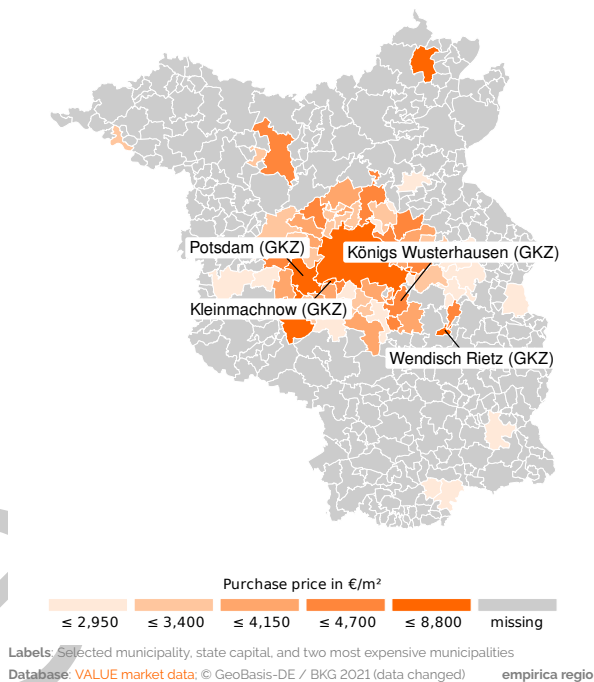 Potsdam (GKZ)
Königs Wusterhausen (GKZ)
Kleinmachnow (GKZ)
Wendisch Rietz (GKZ)
Purchase price in €/m²
≤ 2,950 ≤ 3,400 ≤ 4,150 ≤ 4,700 ≤ 8,800 missing
Labels: Selected municipality, state capital, and two most expensive municipalities
Database: VALUE market data; © GeoBasis-DE / BKG 2021 (data changed) empirica regio